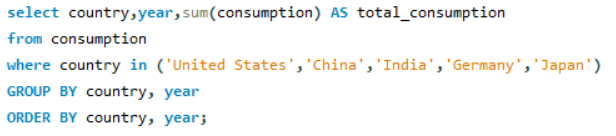 select country,year,sum(consumption) AS total_consumption
from consumption
where country in ('United States','China','India','Germany','Japan')
GROUP BY country, year
ORDER BY country, year;